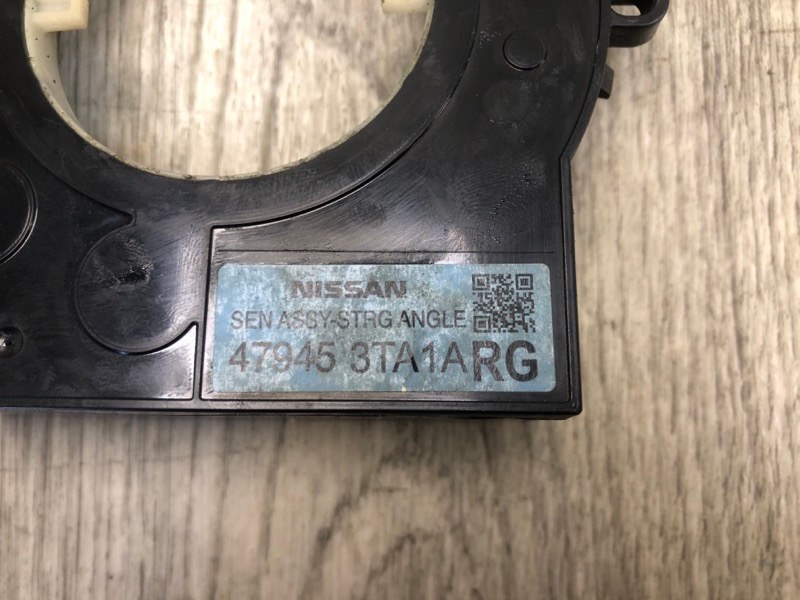 NISSAN
SEN ASSY-STRG ANGLE
47945 3TA1A RG